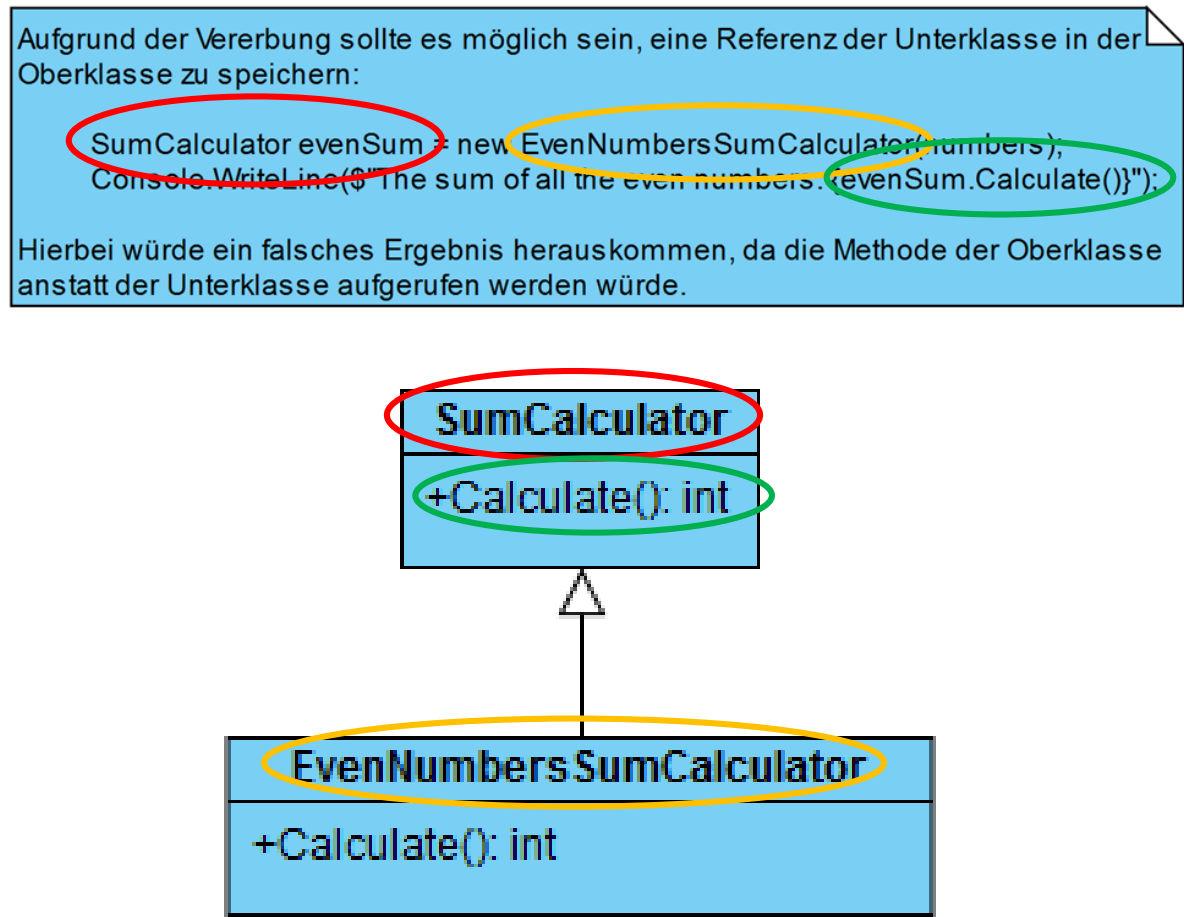 Aufgrund der Vererbung sollte es möglich sein, eine Referenz der Unterklasse in der
Oberklasse zu speichern:
SumCalculator evenSum = new EvenNumbersSumCalculator(numbers);
Console.WriteLine($"The sum of all the even numbers: {evenSum.Calculate()}");
Hierbei würde ein falsches Ergebnis herauskommen, da die Methode der Oberklasse
anstatt der Unterklasse aufgerufen werden würde.
SumCalculator
+Calculate(): int
EvenNumbersSumCalculator
+Calculate(): int